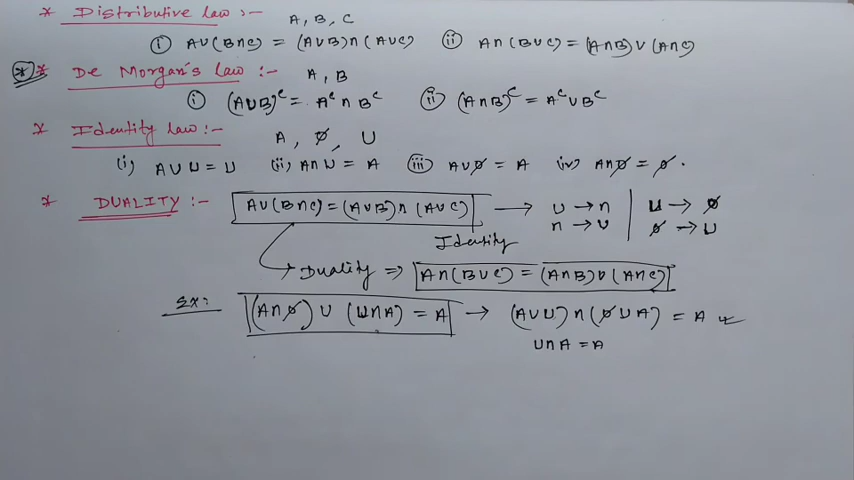 * Distributive law :- A, B, C
(i) A∪(B∩C) = (A∪B)∩(A∪C) (ii) A∩(B∪C) = (A∩B)∪(A∩C)
** De Morgan's law :- A, B
(i) (A∪B)ᶜ = Aᶜ∩Bᶜ (ii) (A∩B)ᶜ = Aᶜ∪Bᶜ
* Identity law :- A, ∅, U
(i) A∪U = U (ii) A∩U = A (iii) A∪∅ = A (iv) A∩∅ = ∅.
* DUALITY :- A∪(B∩C) = (A∪B)∩(A∪C) → ∪ → ∩ | U → ∅
∩ → ∪ | ∅ → U
Identity
Duality ⇒ A∩(B∪C) = (A∩B)∪(A∩C)
Ex: (A∩∅) ∪ (U∩A) = A → (A∪U) ∩ (∅∪A) = A
U∩A = A